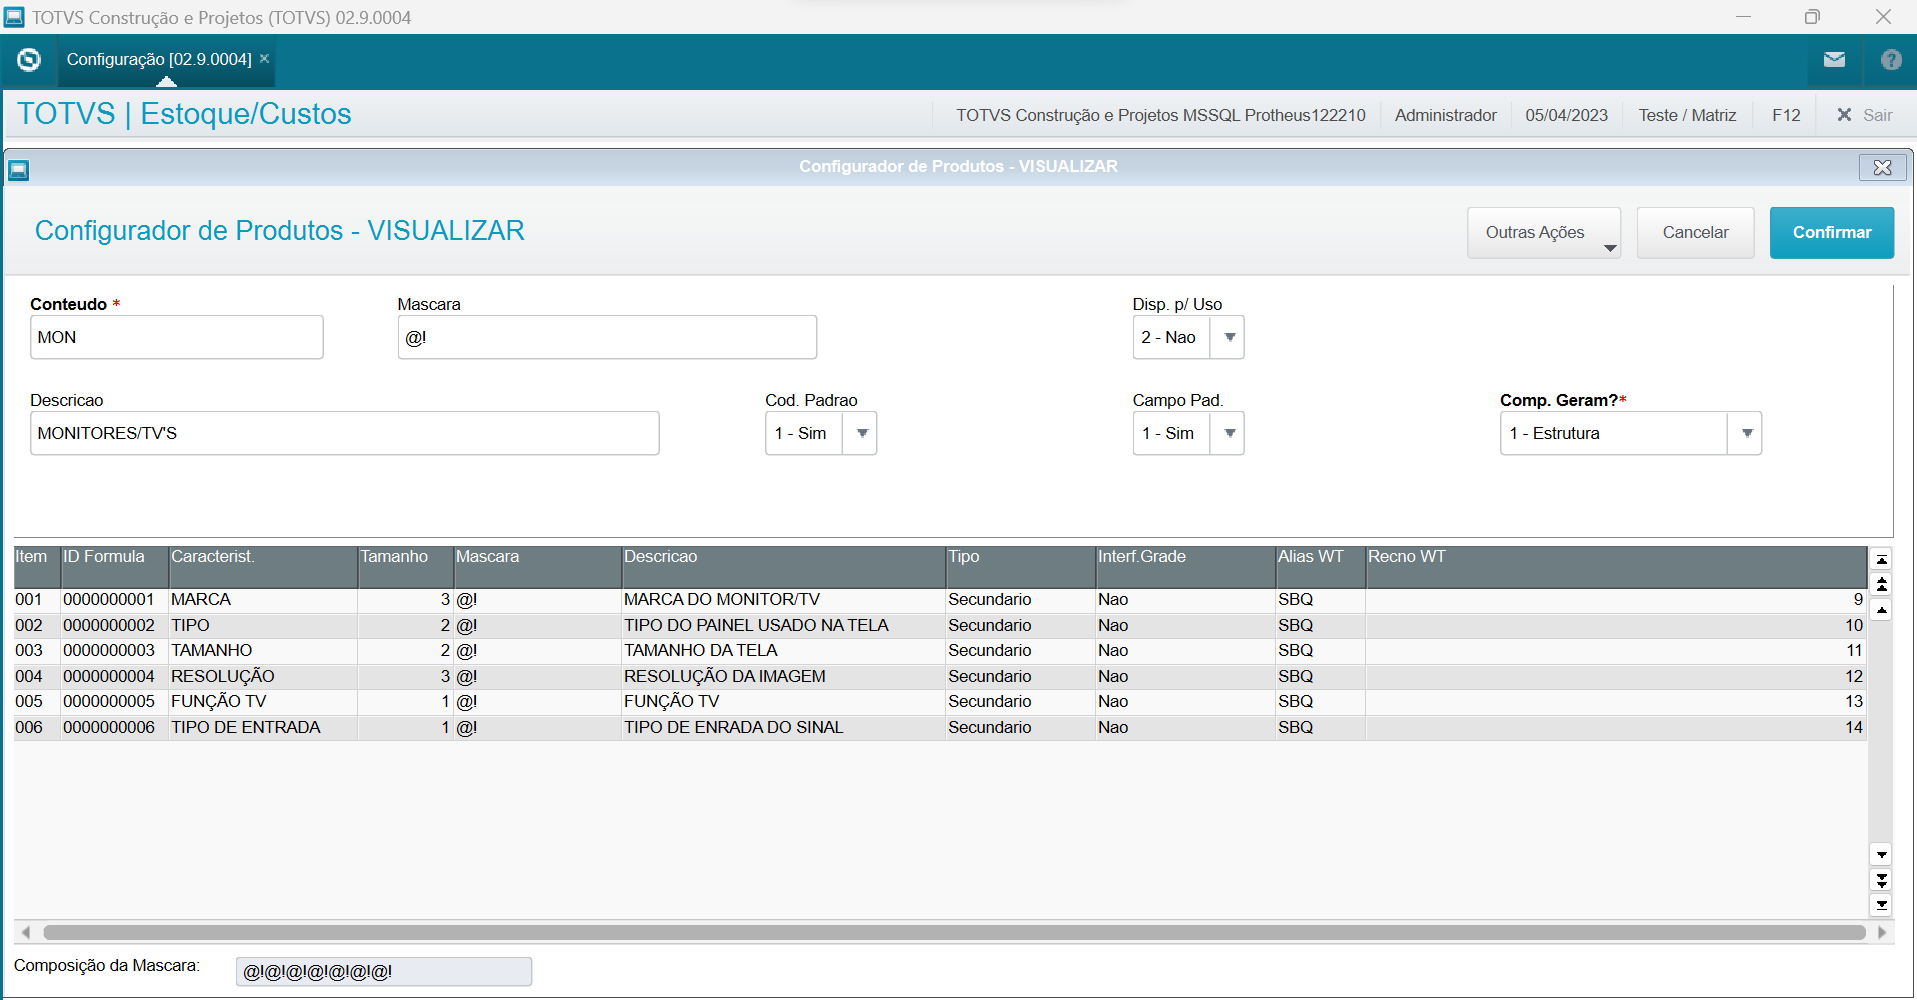 TOTVS Construção e Projetos (TOTVS) 02.9.0004
Configuração [02.9.0004]
TOTVS | Estoque/Custos
TOTVS Construção e Projetos MSSQL Protheus122210 Administrador 05/04/2023 Teste / Matriz F12 Sair
Configurador de Produtos - VISUALIZAR
Configurador de Produtos - VISUALIZAR
Outras Ações Cancelar Confirmar
Conteudo * Mascara Disp. p/ Uso
MON @! 2 - Nao
Descricao Cod. Padrao Campo Pad. Comp. Geram?*
MONITORES/TV'S 1 - Sim 1 - Sim 1 - Estrutura
Item ID Formula Caracterist. Tamanho Mascara Descricao Tipo Interf.Grade Alias WT Recno WT
001 0000000001 MARCA 3 @! MARCA DO MONITOR/TV Secundario Nao SBQ 9
002 0000000002 TIPO 2 @! TIPO DO PAINEL USADO NA TELA Secundario Nao SBQ 10
003 0000000003 TAMANHO 2 @! TAMANHO DA TELA Secundario Nao SBQ 11
004 0000000004 RESOLUÇÃO 3 @! RESOLUÇÃO DA IMAGEM Secundario Nao SBQ 12
005 0000000005 FUNÇÃO TV 1 @! FUNÇÃO TV Secundario Nao SBQ 13
006 0000000006 TIPO DE ENTRADA 1 @! TIPO DE ENRADA DO SINAL Secundario Nao SBQ 14
Composição da Mascara: @!@!@!@!@!@!@!